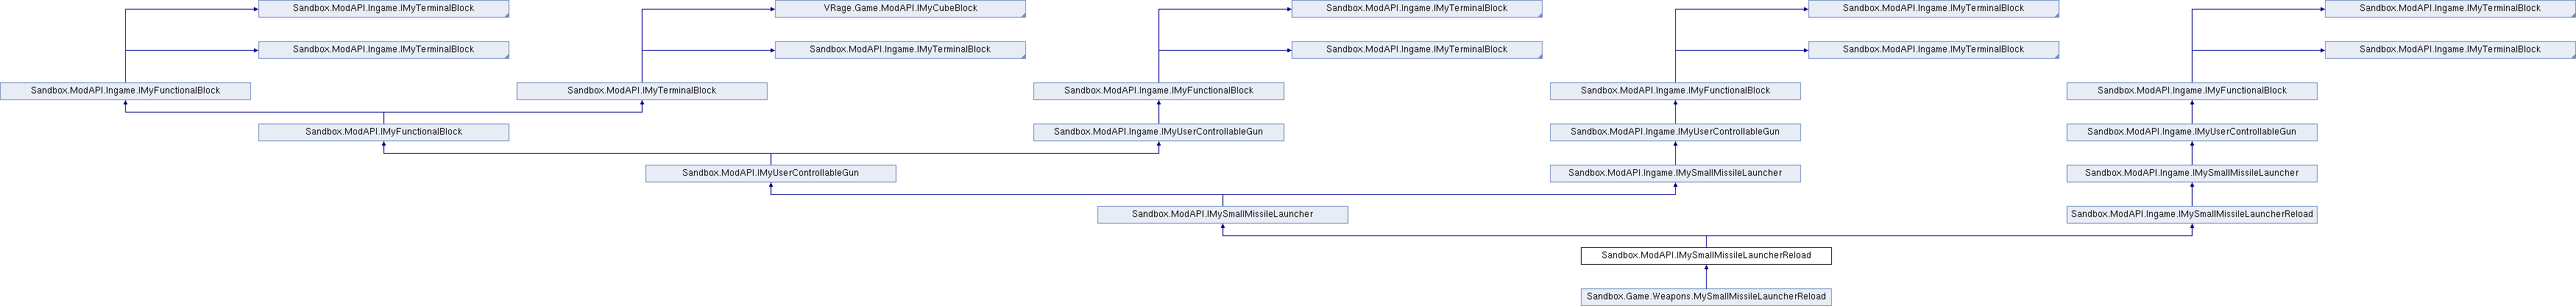 Sandbox.ModAPI.Ingame.IMyTerminalBlock
VRage.Game.ModAPI.IMyCubeBlock
Sandbox.ModAPI.Ingame.IMyTerminalBlock
Sandbox.ModAPI.Ingame.IMyTerminalBlock
Sandbox.ModAPI.Ingame.IMyTerminalBlock
Sandbox.ModAPI.Ingame.IMyTerminalBlock
Sandbox.ModAPI.Ingame.IMyTerminalBlock
Sandbox.ModAPI.Ingame.IMyTerminalBlock
Sandbox.ModAPI.Ingame.IMyTerminalBlock
Sandbox.ModAPI.Ingame.IMyTerminalBlock
Sandbox.ModAPI.Ingame.IMyFunctionalBlock
Sandbox.ModAPI.IMyTerminalBlock
Sandbox.ModAPI.Ingame.IMyFunctionalBlock
Sandbox.ModAPI.Ingame.IMyFunctionalBlock
Sandbox.ModAPI.Ingame.IMyFunctionalBlock
Sandbox.ModAPI.IMyFunctionalBlock
Sandbox.ModAPI.Ingame.IMyUserControllableGun
Sandbox.ModAPI.Ingame.IMyUserControllableGun
Sandbox.ModAPI.Ingame.IMyUserControllableGun
Sandbox.ModAPI.IMyUserControllableGun
Sandbox.ModAPI.Ingame.IMySmallMissileLauncher
Sandbox.ModAPI.Ingame.IMySmallMissileLauncher
Sandbox.ModAPI.IMySmallMissileLauncher
Sandbox.ModAPI.Ingame.IMySmallMissileLauncherReload
Sandbox.ModAPI.IMySmallMissileLauncherReload
Sandbox.Game.Weapons.MySmallMissileLauncherReload